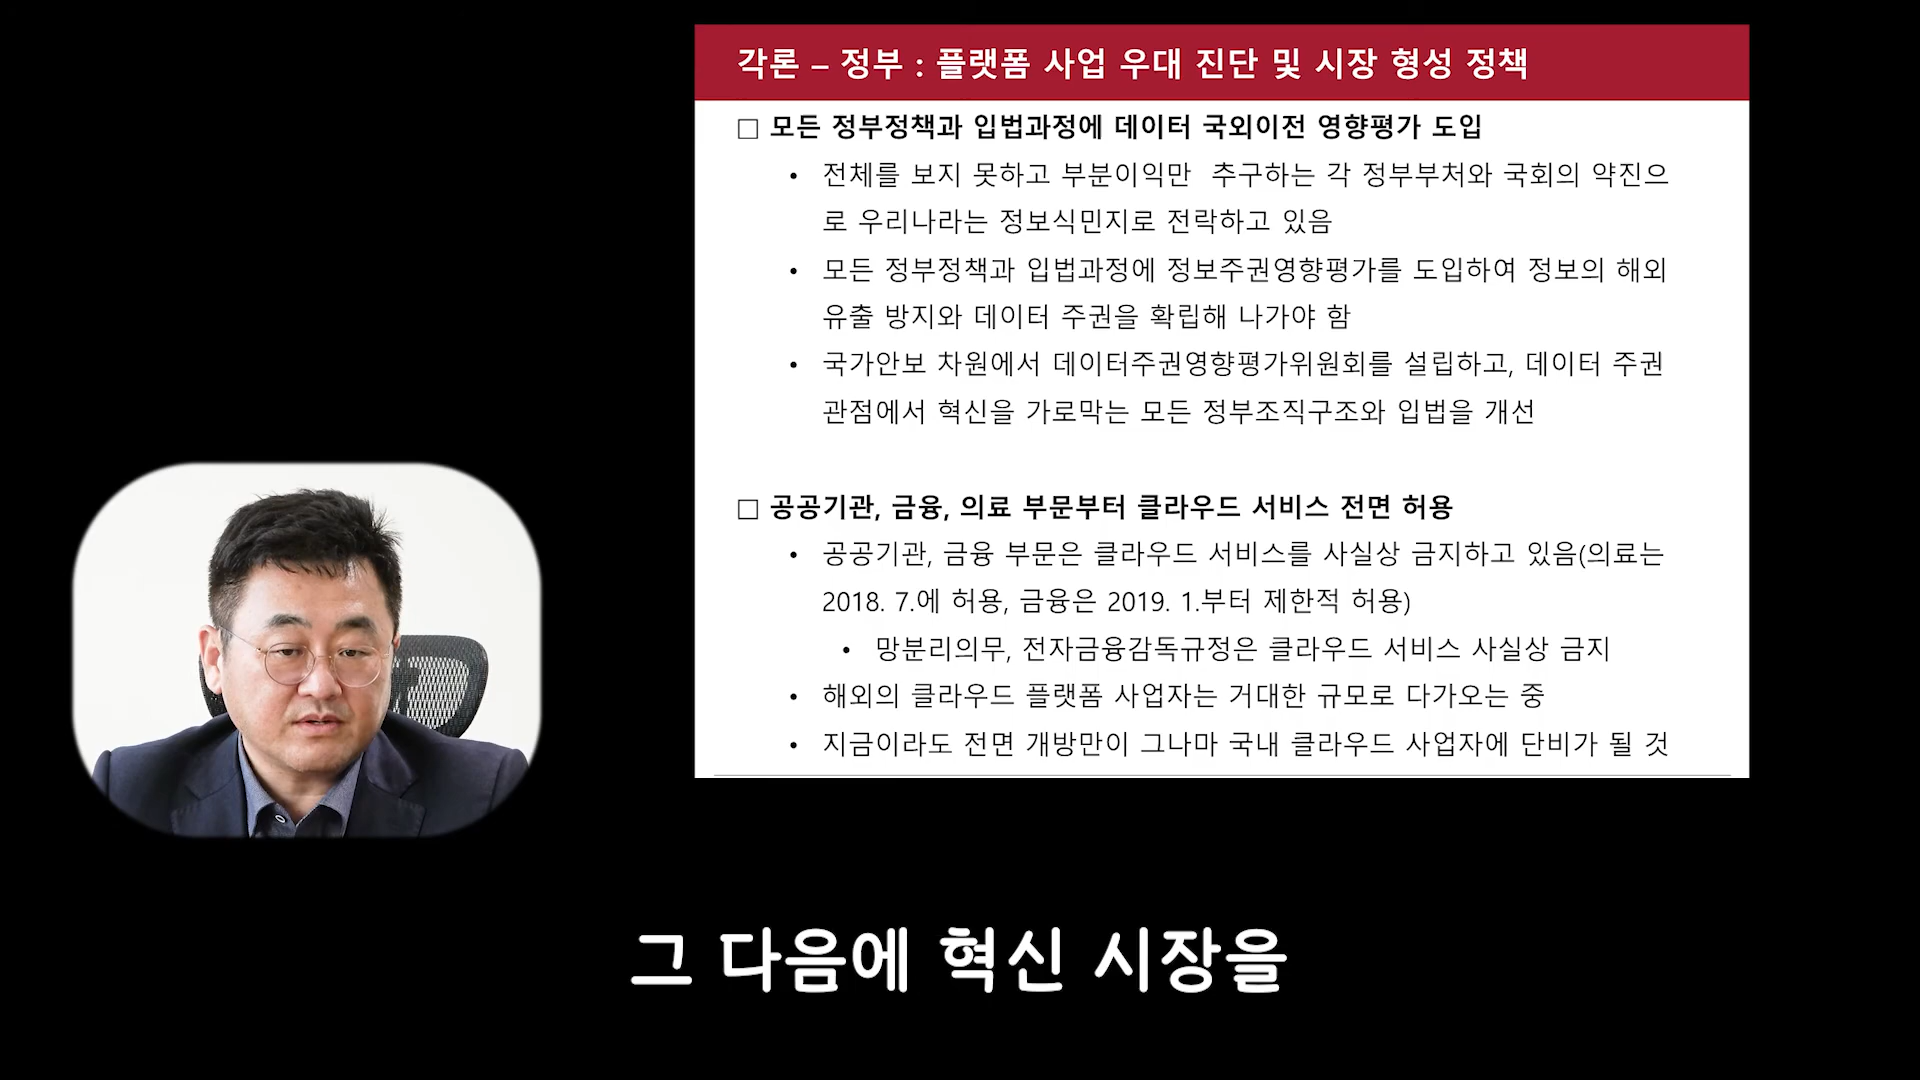 각론 – 정부 : 플랫폼 사업 우대 진단 및 시장 형성 정책
□ 모든 정부정책과 입법과정에 데이터 국외이전 영향평가 도입
• 전체를 보지 못하고 부분이익만 추구하는 각 정부부처와 국회의 약진으
로 우리나라는 정보식민지로 전락하고 있음
• 모든 정부정책과 입법과정에 정보주권영향평가를 도입하여 정보의 해외
유출 방지와 데이터 주권을 확립해 나가야 함
• 국가안보 차원에서 데이터주권영향평가위원회를 설립하고, 데이터 주권
관점에서 혁신을 가로막는 모든 정부조직구조와 입법을 개선
□ 공공기관, 금융, 의료 부문부터 클라우드 서비스 전면 허용
• 공공기관, 금융 부문은 클라우드 서비스를 사실상 금지하고 있음(의료는
2018. 7.에 허용, 금융은 2019. 1.부터 제한적 허용)
• 망분리의무, 전자금융감독규정은 클라우드 서비스 사실상 금지
• 해외의 클라우드 플랫폼 사업자는 거대한 규모로 다가오는 중
• 지금이라도 전면 개방만이 그나마 국내 클라우드 사업자에 단비가 될 것
그 다음에 혁신 시장을